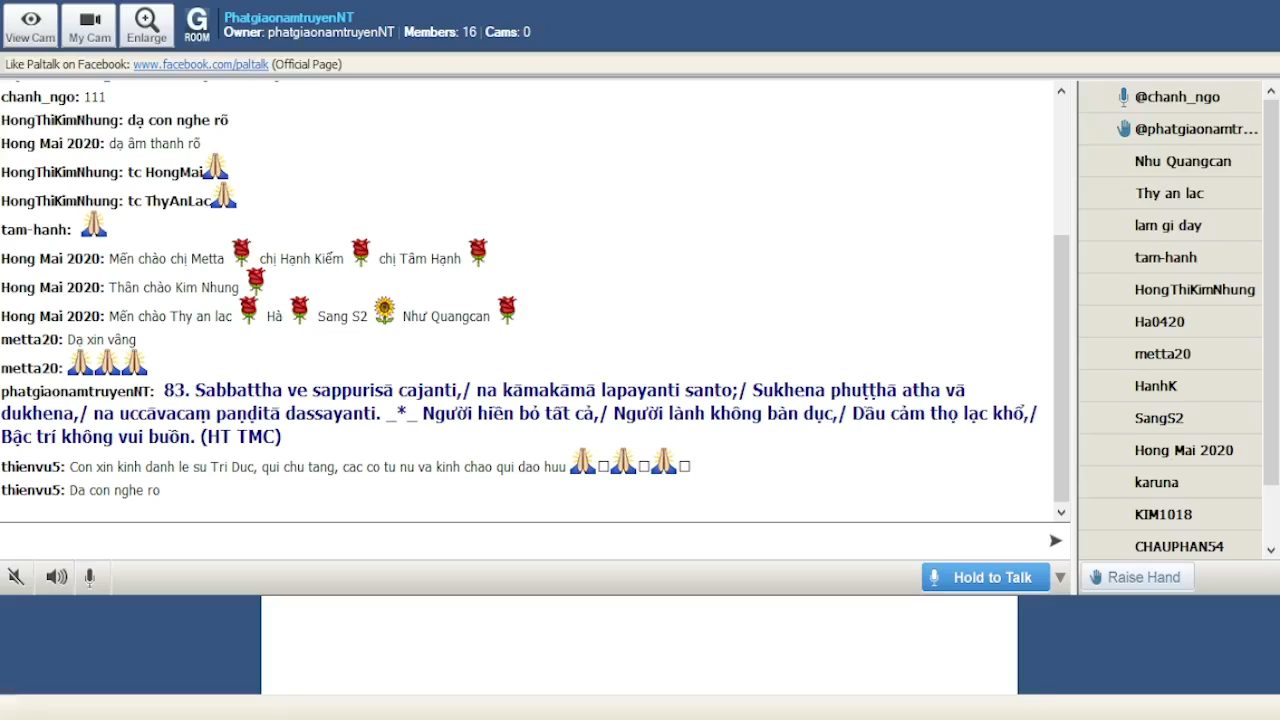 View Cam
My Cam
Enlarge
G
ROOM
PhatgiaonamtruyenNT
Owner: phatgiaonamtruyenNT | Members: 16 | Cams: 0
Like Paltalk on Facebook: www.facebook.com/paltalk (Official Page)
chanh_ngo: 111
HongThiKimNhung: dạ con nghe rõ
Hong Mai 2020: dạ âm thanh rõ
HongThiKimNhung: tc HongMai
HongThiKimNhung: tc ThyAnLac
tam-hanh:
Hong Mai 2020: Mến chào chị Metta chị Hạnh Kiểm chị Tâm Hạnh
Hong Mai 2020: Thân chào Kim Nhung
Hong Mai 2020: Mến chào Thy an lac Hà Sang S2 Như Quangcan
metta20: Dạ xin vâng
metta20:
phatgiaonamtruyenNT: 83. Sabbattha ve sappurisā cajanti,/ na kāmakāmā lapayanti santo;/ Sukhena phuṭṭhā atha vā
dukhena,/ na uccāvacaṃ paṇḍitā dassayanti. _*_ Người hiền bỏ tất cả,/ Người lành không bàn dục,/ Dầu cảm thọ lạc khổ,/
Bậc trí không vui buồn. (HT TMC)
thienvu5: Con xin kinh danh le su Tri Duc, qui chu tang, cac co tu nu va kinh chao qui dao huu
thienvu5: Da con nghe ro
Hold to Talk
@chanh_ngo
@phatgiaonamtr...
Nhu Quangcan
Thy an lac
lam gi day
tam-hanh
HongThiKimNhung
Ha0420
metta20
HanhK
SangS2
Hong Mai 2020
karuna
KIM1018
CHAUPHAN54
Raise Hand